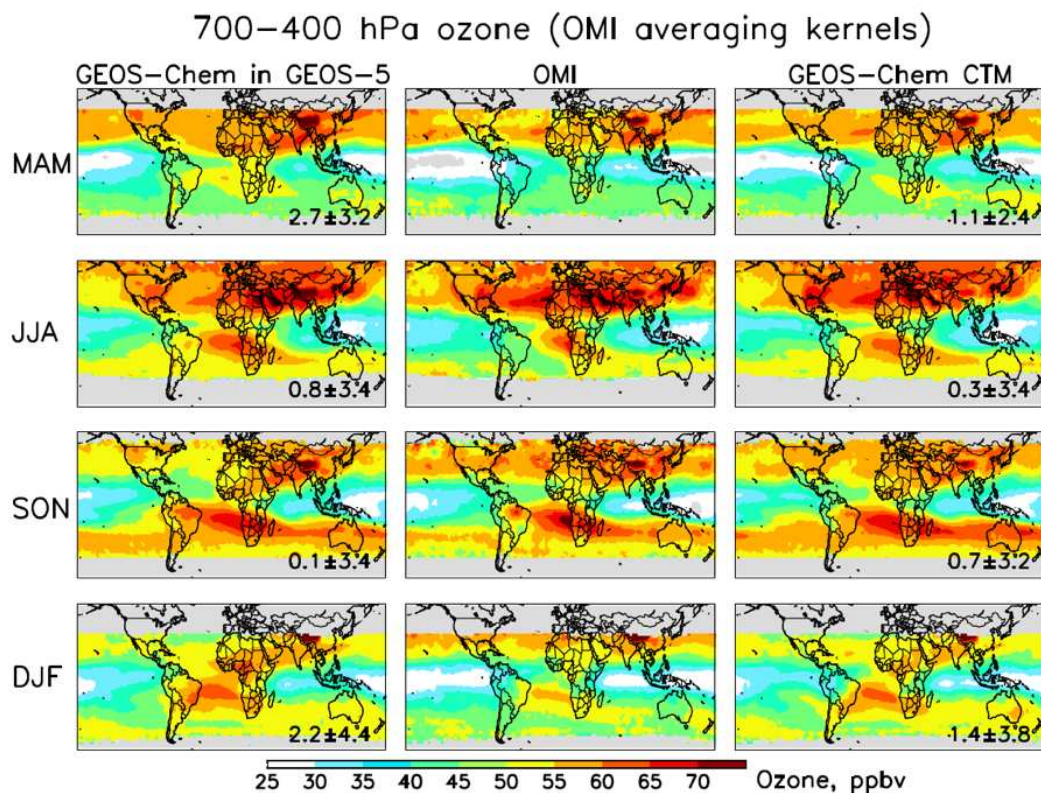 700−400 hPa ozone (OMI averaging kernels)
GEOS−Chem in GEOS−5 OMI GEOS−Chem CTM
MAM
2.7±3.2 1.1±2.4
JJA
0.8±3.4 0.3±3.4
SON
0.1±3.4 0.7±3.2
DJF
2.2±4.4 1.4±3.8
25 30 35 40 45 50 55 60 65 70 Ozone, ppbv